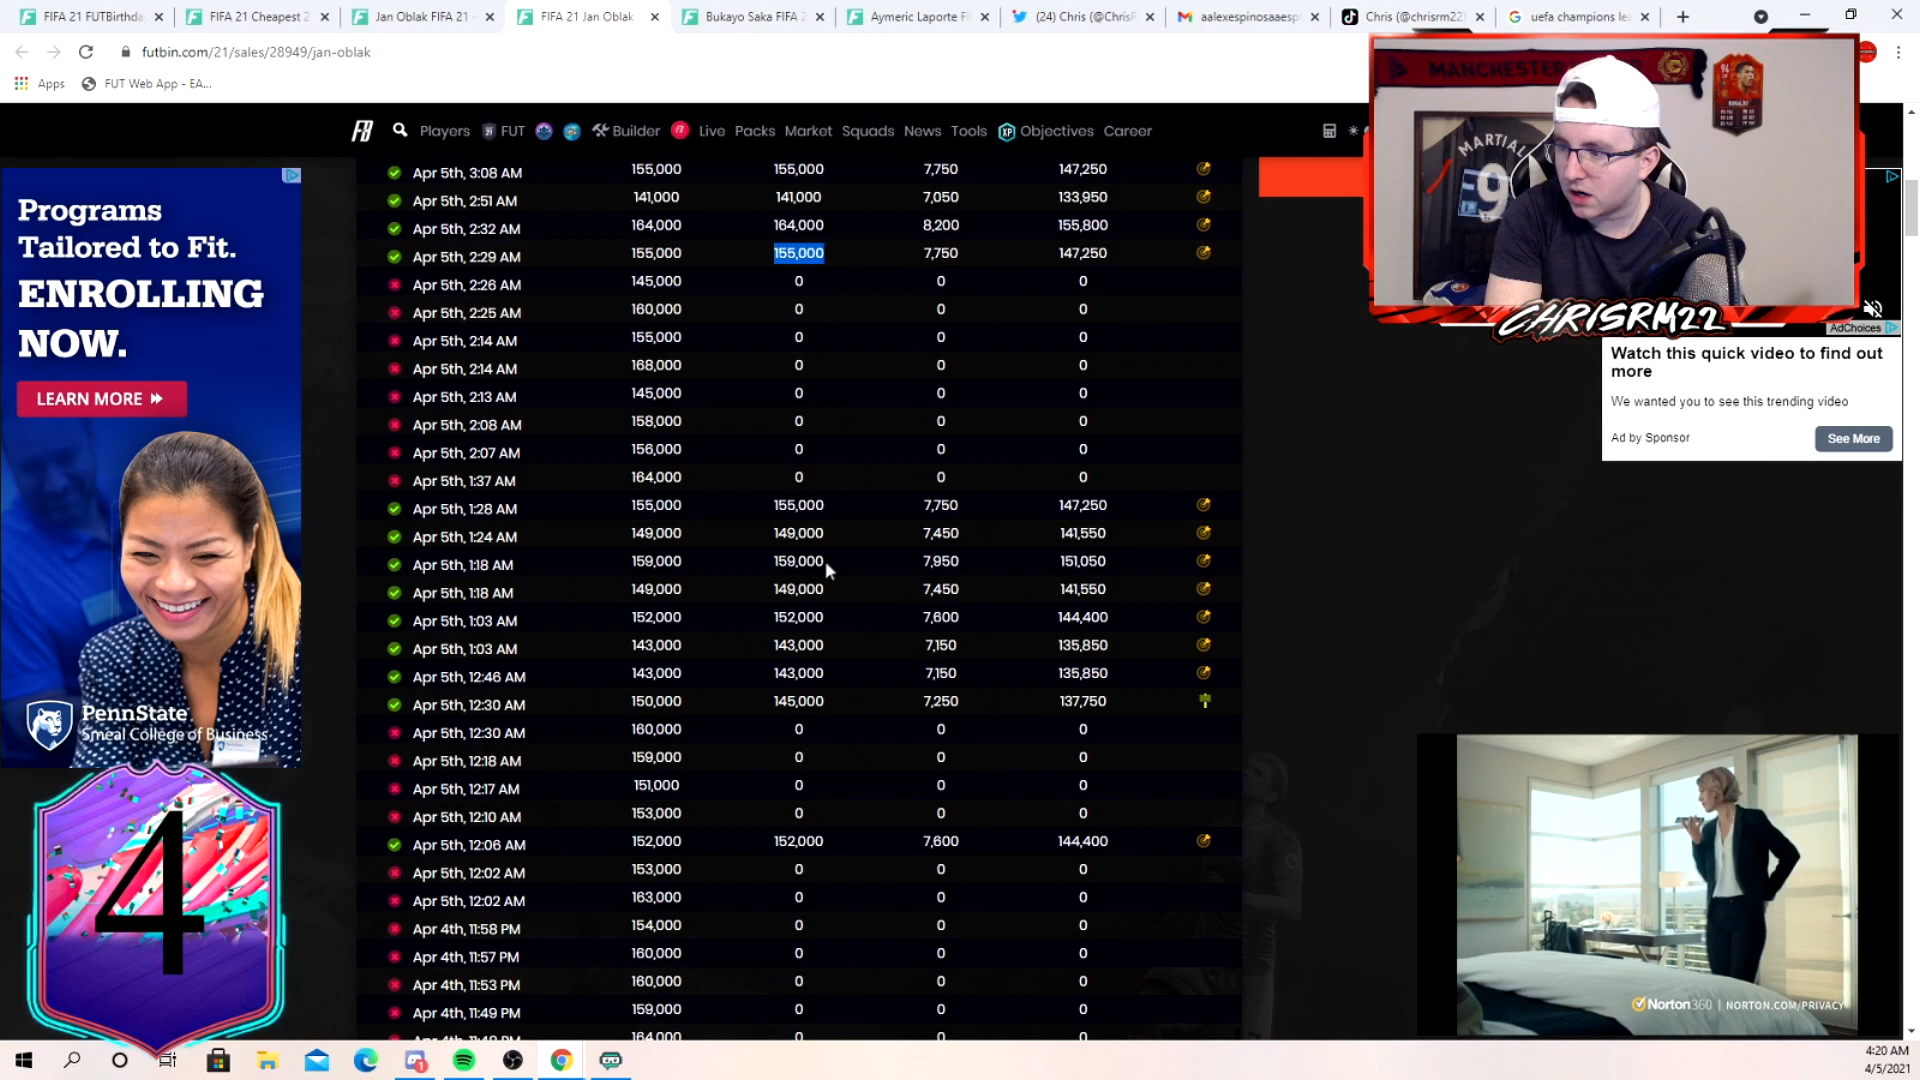 FIFA 21 FUTBirthda
FIFA 21 Cheapest 2
Jan Oblak FIFA 21 -
FIFA 21 Jan Oblak
Bukayo Saka FIFA 2
Aymeric Laporte FI
(24) Chris (@ChrisR
aalexespinosaaesp
Chris (@chrisrm22)
uefa champions le
futbin.com/21/sales/28949/jan-oblak
Apps
FUT Web App - EA...
Players
FUT
Builder
Live
Packs
Market
Squads
News
Tools
XP
Objectives
Career
Apr 5th, 3:08 AM 155,000 155,000 7,750 147,250
Apr 5th, 2:51 AM 141,000 141,000 7,050 133,950
Apr 5th, 2:32 AM 164,000 164,000 8,200 155,800
Apr 5th, 2:29 AM 155,000 155,000 7,750 147,250
Apr 5th, 2:26 AM 145,000 0 0 0
Apr 5th, 2:25 AM 160,000 0 0 0
Apr 5th, 2:14 AM 155,000 0 0 0
Apr 5th, 2:14 AM 168,000 0 0 0
Apr 5th, 2:13 AM 145,000 0 0 0
Apr 5th, 2:08 AM 158,000 0 0 0
Apr 5th, 2:07 AM 156,000 0 0 0
Apr 5th, 1:37 AM 164,000 0 0 0
Apr 5th, 1:28 AM 155,000 155,000 7,750 147,250
Apr 5th, 1:24 AM 149,000 149,000 7,450 141,550
Apr 5th, 1:18 AM 159,000 159,000 7,950 151,050
Apr 5th, 1:18 AM 149,000 149,000 7,450 141,550
Apr 5th, 1:03 AM 152,000 152,000 7,600 144,400
Apr 5th, 1:03 AM 143,000 143,000 7,150 135,850
Apr 5th, 12:46 AM 143,000 143,000 7,150 135,850
Apr 5th, 12:30 AM 150,000 145,000 7,250 137,750
Apr 5th, 12:30 AM 160,000 0 0 0
Apr 5th, 12:18 AM 159,000 0 0 0
Apr 5th, 12:17 AM 151,000 0 0 0
Apr 5th, 12:10 AM 153,000 0 0 0
Apr 5th, 12:06 AM 152,000 152,000 7,600 144,400
Apr 5th, 12:02 AM 153,000 0 0 0
Apr 5th, 12:02 AM 163,000 0 0 0
Apr 4th, 11:58 PM 154,000 0 0 0
Apr 4th, 11:57 PM 160,000 0 0 0
Apr 4th, 11:53 PM 160,000 0 0 0
Apr 4th, 11:49 PM 159,000 0 0 0
164,000 0 0 0
Programs
Tailored to Fit.
ENROLLING
NOW.
LEARN MORE
PennState
Smeal College of Business
4
MANCHESTER
MARTIAL
9
RONALDO
CHRISRM22
AdChoices
Watch this quick video to find out
more
We wanted you to see this trending video
Ad by Sponsor
See More
Norton360 | NORTON.COM/PRIVACY
4:20 AM
4/5/2021